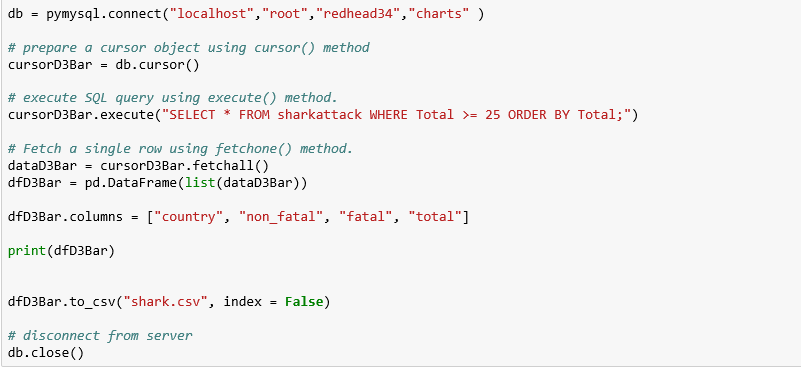 db = pymysql.connect("localhost","root","redhead34","charts" )
# prepare a cursor object using cursor() method
cursorD3Bar = db.cursor()
# execute SQL query using execute() method.
cursorD3Bar.execute("SELECT * FROM sharkattack WHERE Total >= 25 ORDER BY Total;")
# Fetch a single row using fetchone() method.
dataD3Bar = cursorD3Bar.fetchall()
dfD3Bar = pd.DataFrame(list(dataD3Bar))
dfD3Bar.columns = ["country", "non_fatal", "fatal", "total"]
print(dfD3Bar)
dfD3Bar.to_csv("shark.csv", index = False)
# disconnect from server
db.close()